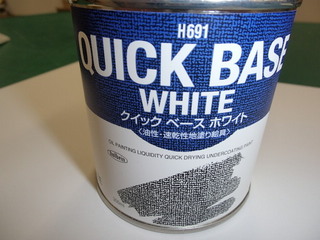 H691
QUICK BASE
WHITE
クイック ベース ホワイト
〈油性・速乾性地塗り絵具〉
OIL PAINTING LIQUIDITY QUICK DRYING UNDERCOATING PAINT